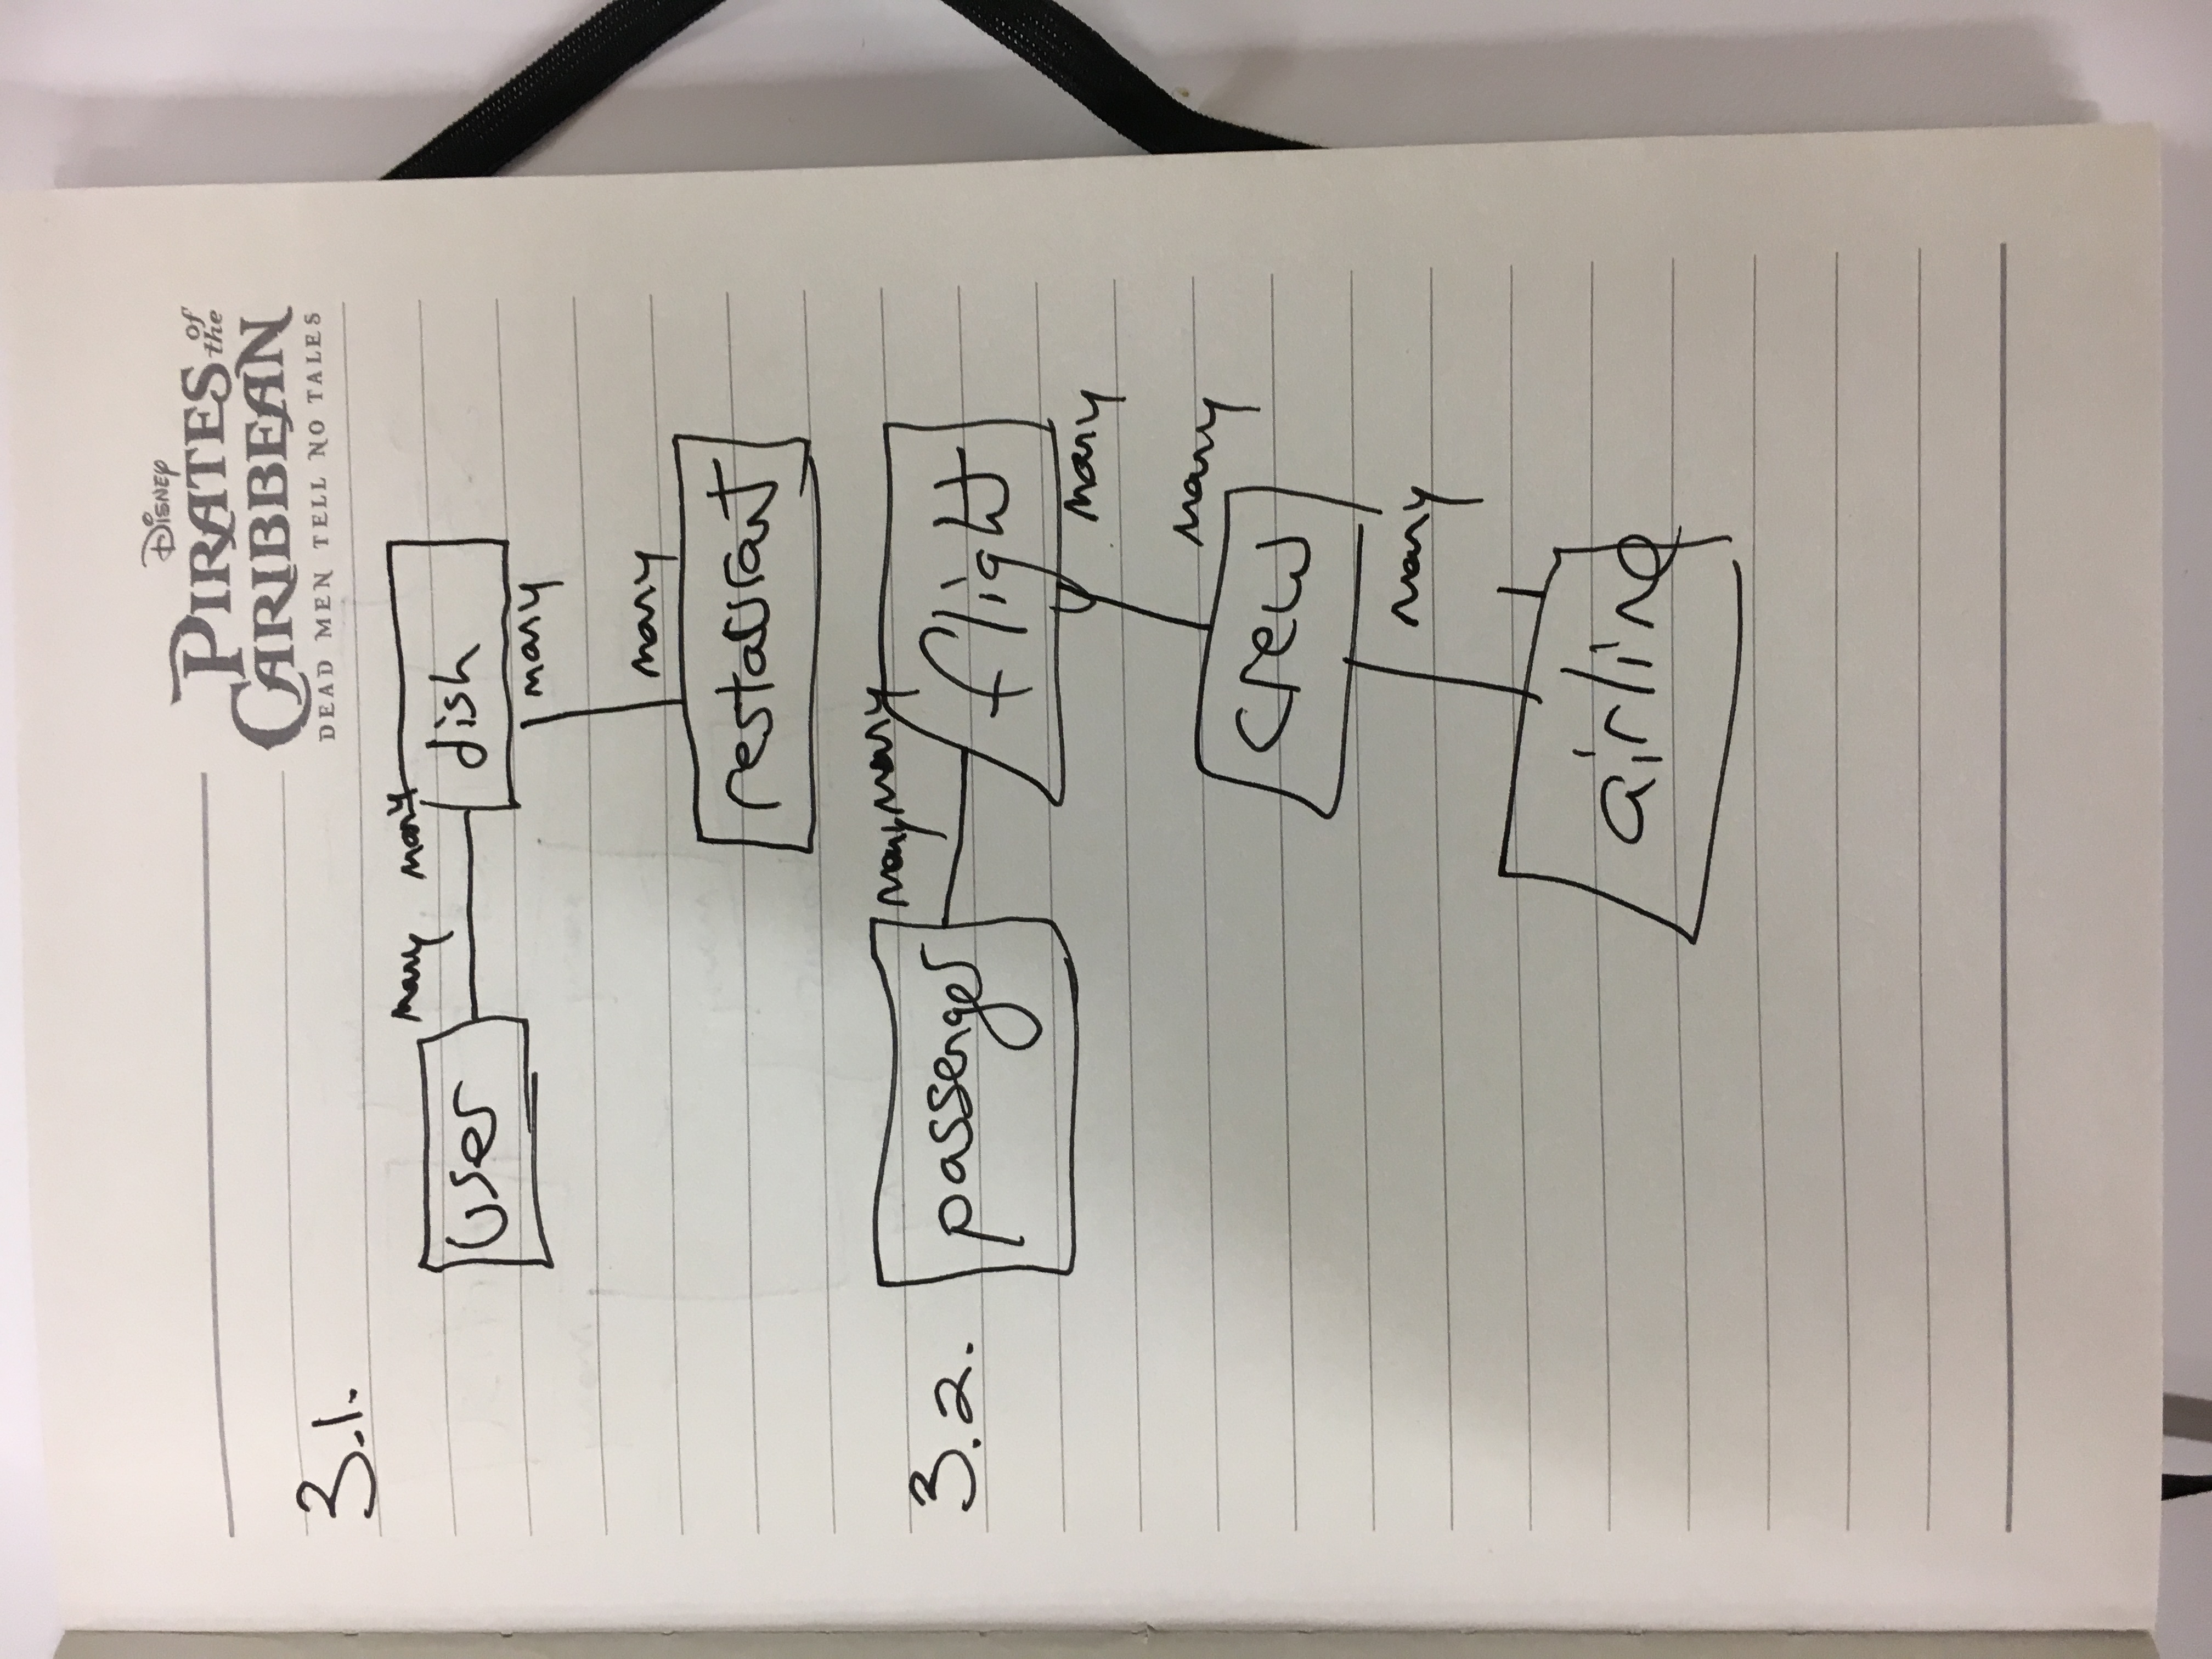 Disney
PIRATES of the
CARIBBEAN
DEAD MEN TELL NO TALES
3.1.
many many
user dish
many
many
restaurant
many many
3.2. passenger flight
many
many
crew
many
1
airline